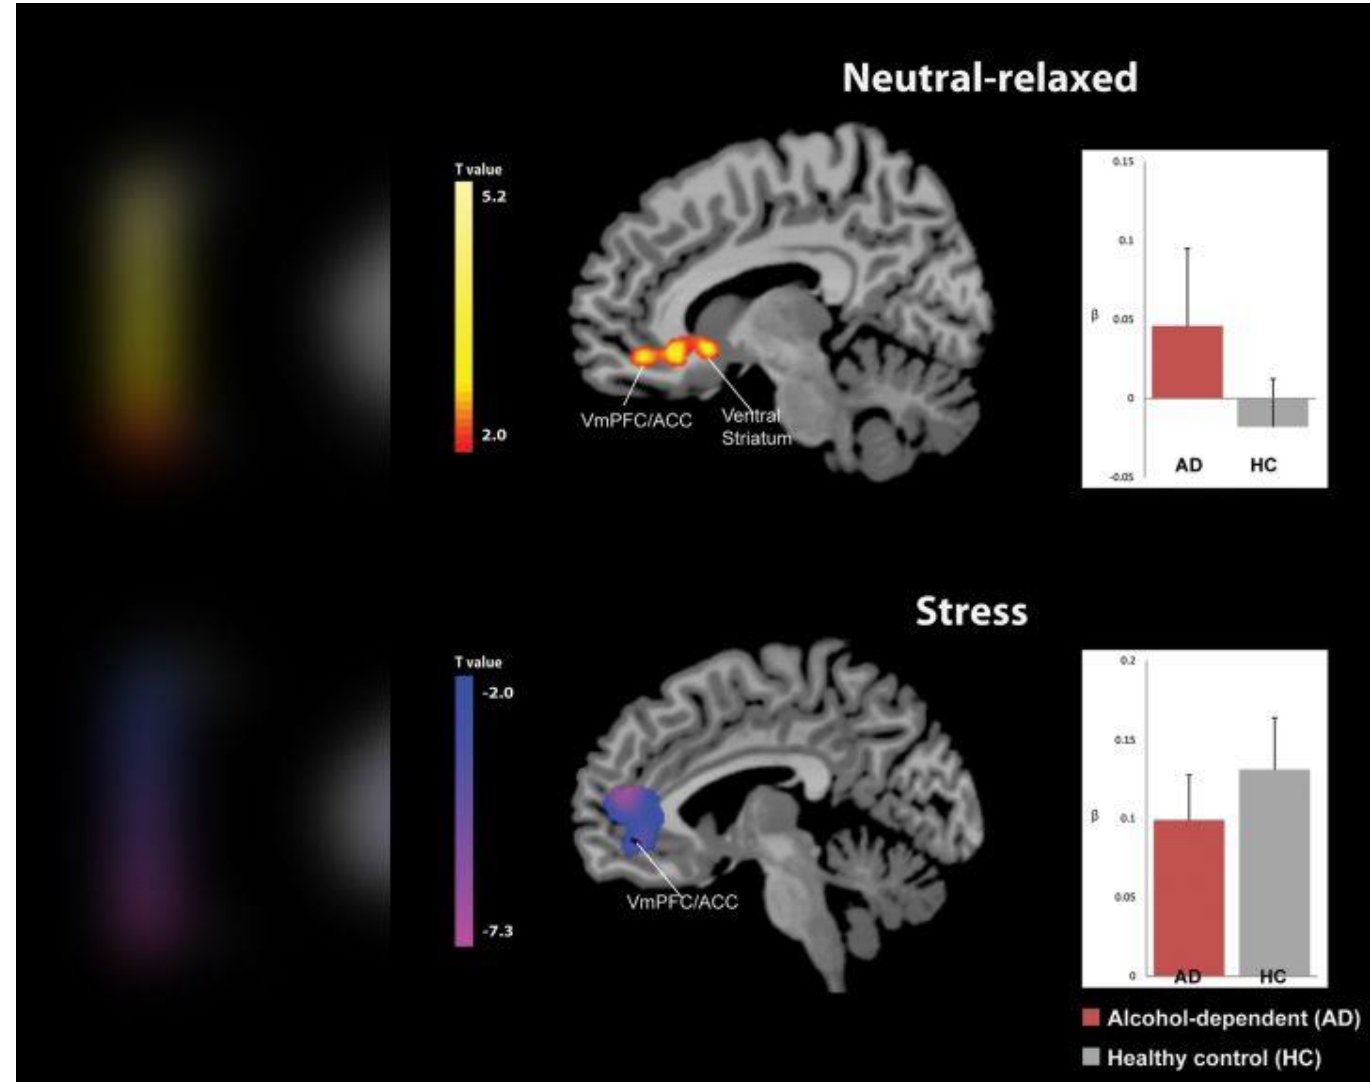 Neutral-relaxed
T value
5.2
2.0
VmPFC/ACC
Ventral
Striatum
0.15
0.1
β
0.05
0
-0.05
AD
HC
Stress
T value
-2.0
-7.3
VmPFC/ACC
0.2
0.15
0.1
β
0.05
0
AD
HC
Alcohol-dependent (AD)
Healthy control (HC)